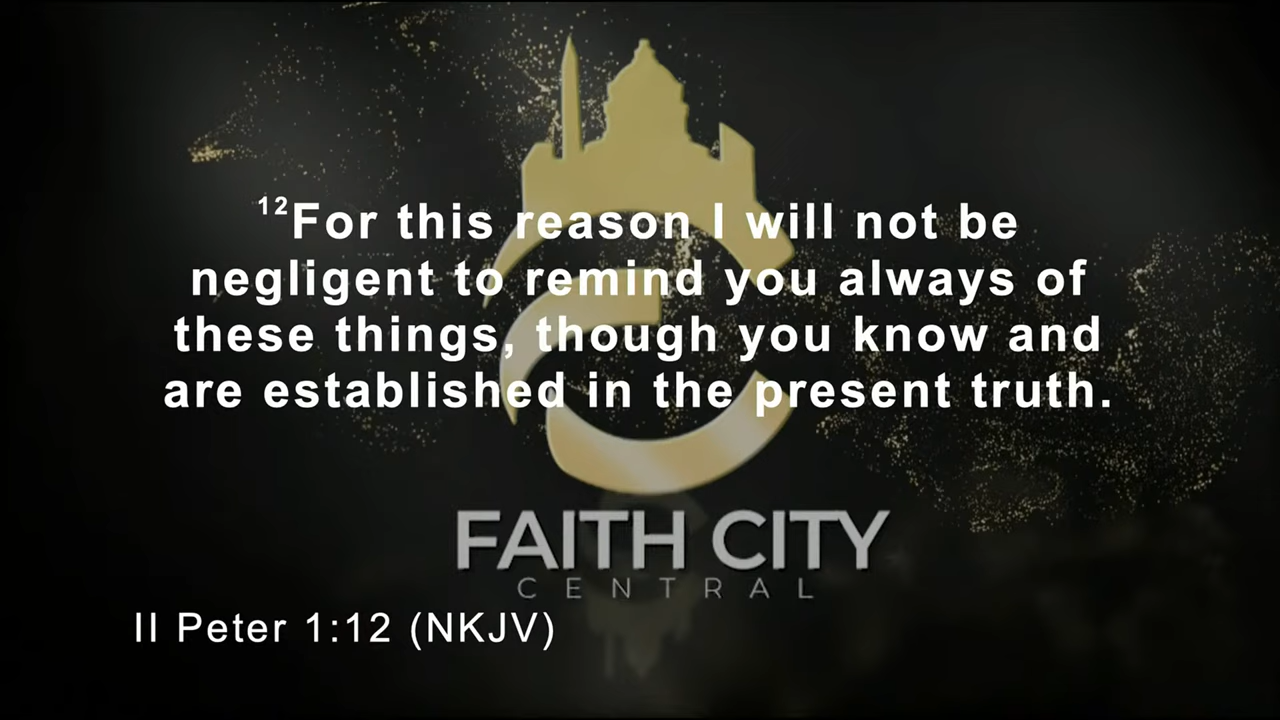 ¹²For this reason I will not be
negligent to remind you always of
these things, though you know and
are established in the present truth.
FAITH CITY
CENTRAL
II Peter 1:12 (NKJV)